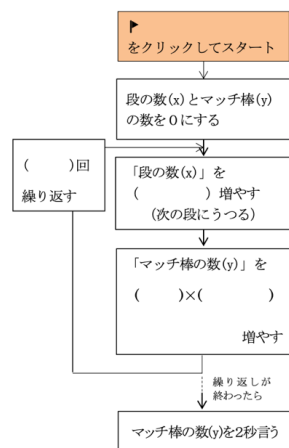 をクリックしてスタート
段の数(x)とマッチ棒(y)
の数を０にする
(　　　)回
繰り返す
「段の数(x)」を
(　　　　　) 増やす
(次の段にうつる)
「マッチ棒の数(y)」を
(　　　)×(　　　　　)
増やす
繰り返しが
終わったら
マッチ棒の数(y)を2秒言う